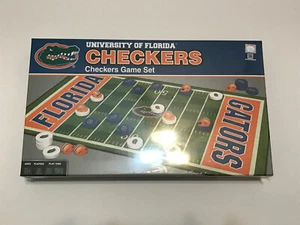 UNIVERSITY OF FLORIDA
CHECKERS
Checkers Game Set
FLORIDA
GATORS